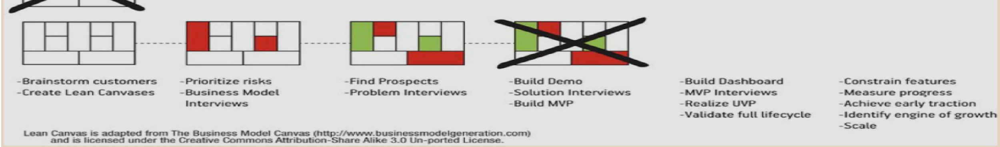 -Brainstorm customers
-Create Lean Canvases
-Prioritize risks
-Business Model
Interviews
-Find Prospects
-Problem Interviews
-Build Demo
-Solution Interviews
-Build MVP
-Build Dashboard
-MVP Interviews
-Realize UVP
-Validate full lifecycle
-Constrain features
-Measure progress
-Achieve early traction
-Identify engine of growth
-Scale
Lean Canvas is adapted from The Business Model Canvas (http://www.businessmodelgeneration.com)
and is licensed under the Creative Commons Attribution-Share Alike 3.0 Un-ported License.